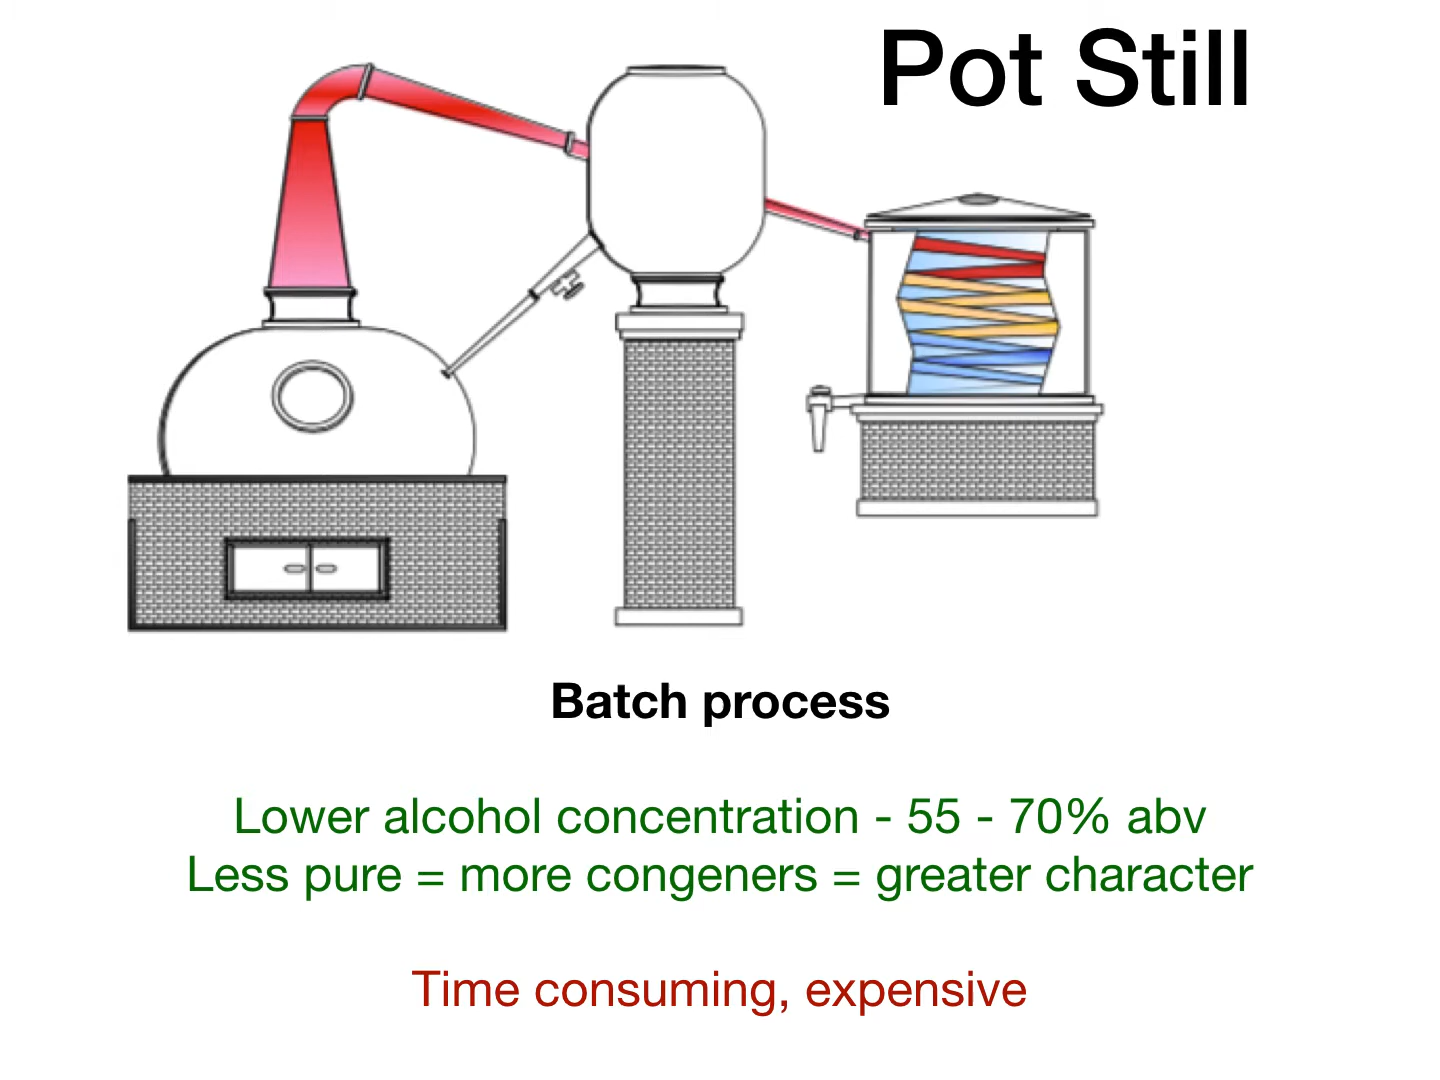 Pot Still
Batch process
Lower alcohol concentration - 55 - 70% abv
Less pure = more congeners = greater character
Time consuming, expensive